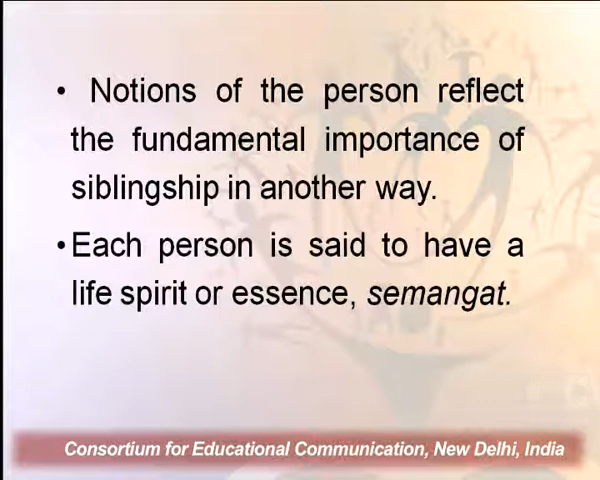 • Notions of the person reflect
the fundamental importance of
siblingship in another way.
• Each person is said to have a
life spirit or essence, semangat.
Consortium for Educational Communication, New Delhi, India